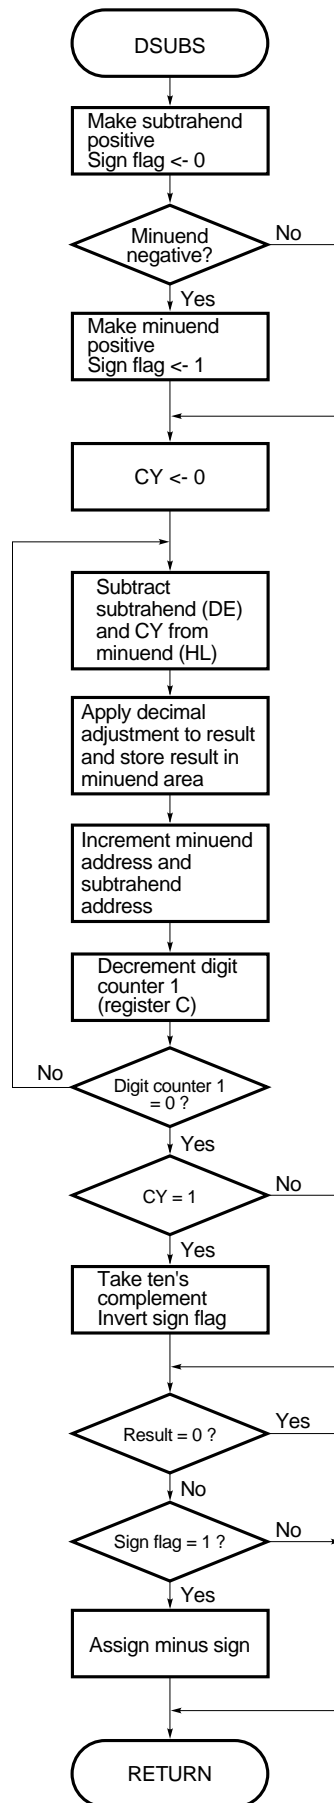 DSUBS
Make subtrahend
positive
Sign flag <- 0
Minuend
negative?
No
Yes
Make minuend
positive
Sign flag <- 1
CY <- 0
Subtract
subtrahend (DE)
and CY from
minuend (HL)
Apply decimal
adjustment to result
and store result in
minuend area
Increment minuend
address and
subtrahend
address
Decrement digit
counter 1
(register C)
No
Digit counter 1
= 0 ?
Yes
CY = 1
No
Yes
Take ten's
complement
Invert sign flag
Result = 0 ?
Yes
No
Sign flag = 1 ?
No
Yes
Assign minus sign
RETURN